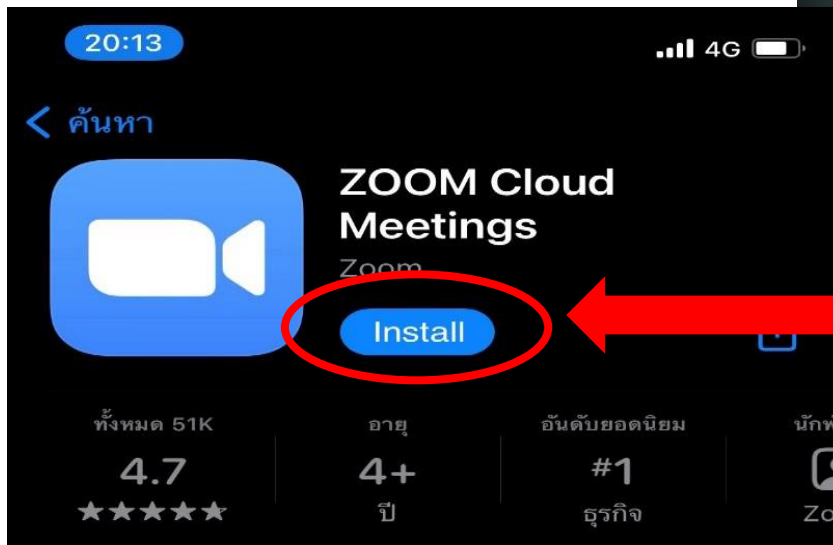 20:13
4G
ค้นหา
ZOOM Cloud
Meetings
Zoom
Install
ทั้งหมด 51K
อายุ
อันดับยอดนิยม
4.7
4+
#1
ปี
ธุรกิจ